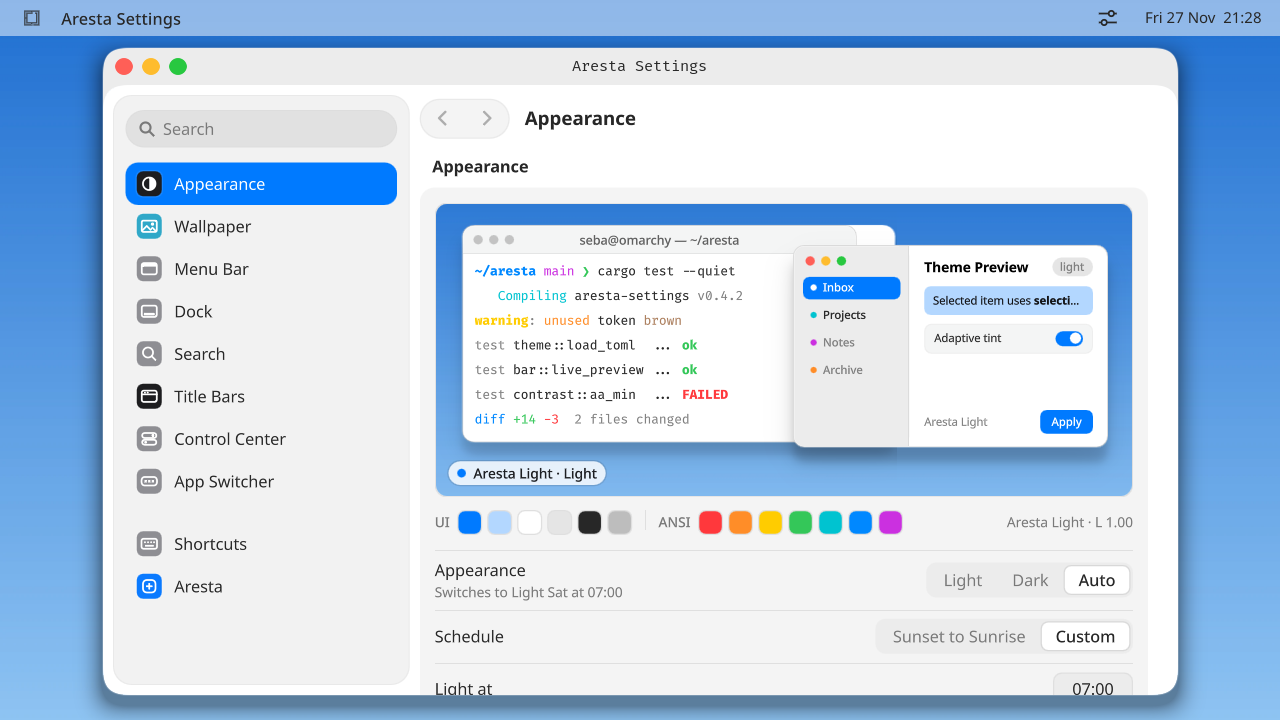 Aresta Settings
Fri 27 Nov 21:28
Aresta Settings
Search
Appearance
Wallpaper
Menu Bar
Dock
Search
Title Bars
Control Center
App Switcher
Shortcuts
Aresta
Appearance
Appearance
seba@omarchy — ~/aresta
~/aresta main ❯ cargo test --quiet
Compiling aresta-settings v0.4.2
warning: unused token brown
test theme::load_toml ... ok
test bar::live_preview ... ok
test contrast::aa_min ... FAILED
diff +14 -3 2 files changed
Inbox
Projects
Notes
Archive
Theme Preview light
Selected item uses selecti...
Adaptive tint
Aresta Light Apply
Aresta Light · Light
UI ANSI Aresta Light · L 1.00
Appearance
Switches to Light Sat at 07:00
Light Dark Auto
Schedule Sunset to Sunrise Custom
Light at 07:00